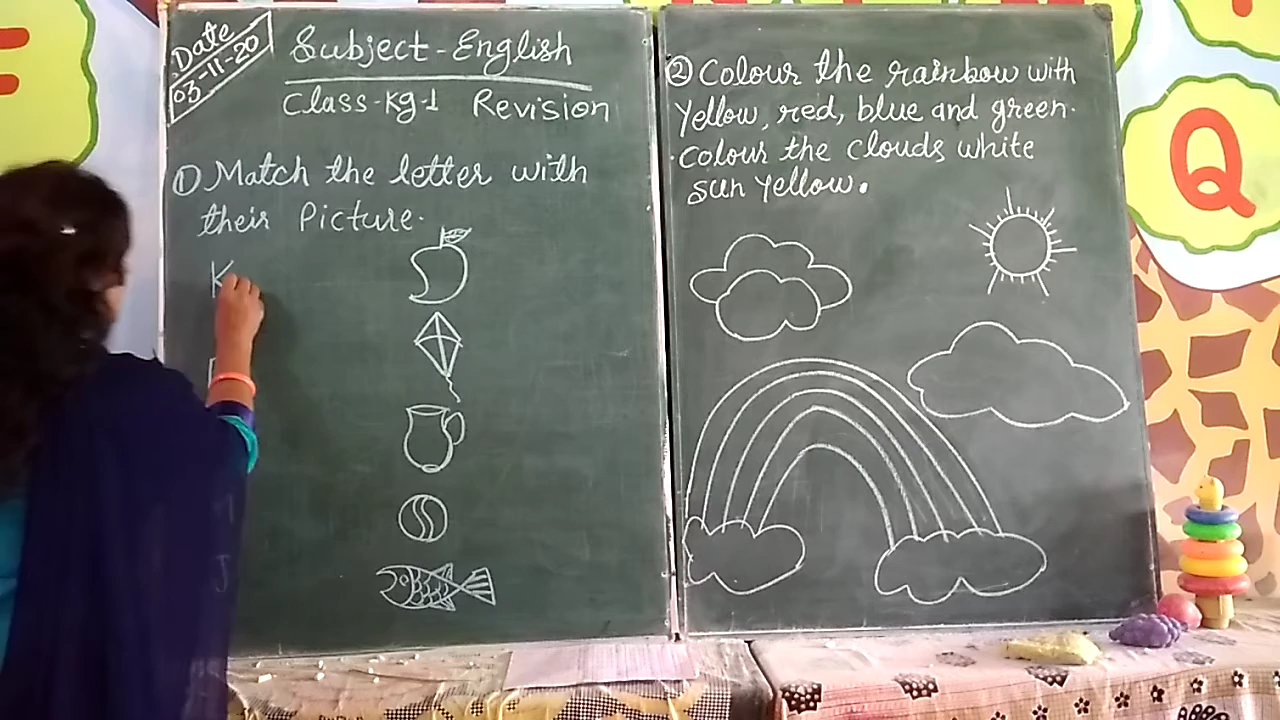 Date
03-11-20
Subject-English
Class-Kg-1 Revision
① Match the letter with
their Picture.
K
J
② Colour the rainbow with
Yellow, red, blue and green.
Colour the clouds white
sun Yellow.
Q